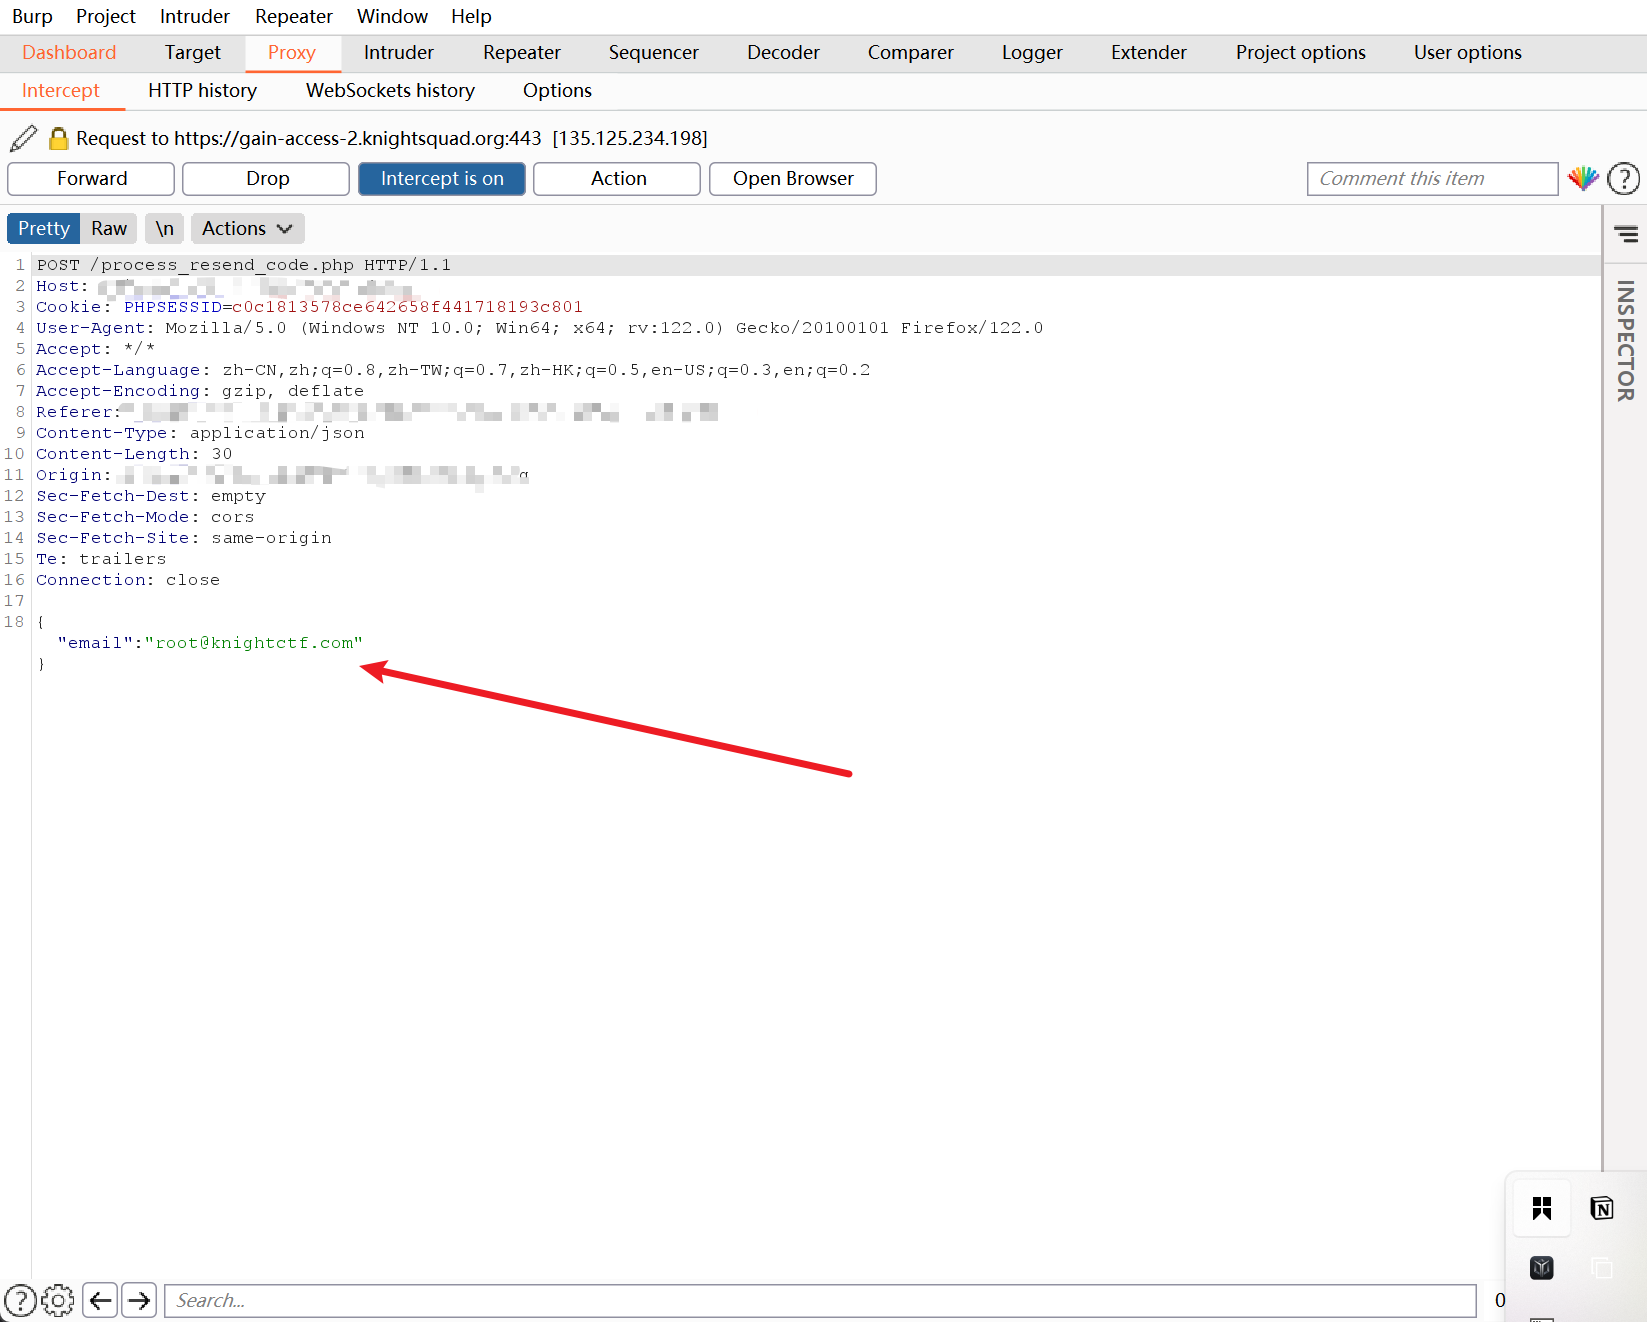 Burp Project Intruder Repeater Window Help
Dashboard Target Proxy Intruder Repeater Sequencer Decoder Comparer Logger Extender Project options User options
Intercept HTTP history WebSockets history Options
Request to https://gain-access-2.knightsquad.org:443 [135.125.234.198]
Forward Drop Intercept is on Action Open Browser Comment this item ?
Pretty Raw \n Actions
INSPECTOR
1 POST /process_resend_code.php HTTP/1.1
2 Host:
3 Cookie: PHPSESSID=c0c1813578ce642658f441718193c801
4 User-Agent: Mozilla/5.0 (Windows NT 10.0; Win64; x64; rv:122.0) Gecko/20100101 Firefox/122.0
5 Accept: */*
6 Accept-Language: zh-CN,zh;q=0.8,zh-TW;q=0.7,zh-HK;q=0.5,en-US;q=0.3,en;q=0.2
7 Accept-Encoding: gzip, deflate
8 Referer:
9 Content-Type: application/json
10 Content-Length: 30
11 Origin:
12 Sec-Fetch-Dest: empty
13 Sec-Fetch-Mode: cors
14 Sec-Fetch-Site: same-origin
15 Te: trailers
16 Connection: close
17
18 {
"email":"root@knightctf.com"
}
? Search... 0